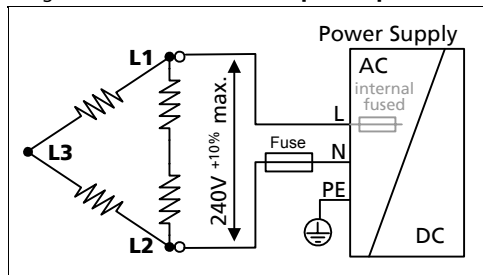 Power Supply
L1
AC
internal
fused
L
Fuse
N
L3
240V +10% max.
PE
L2
DC